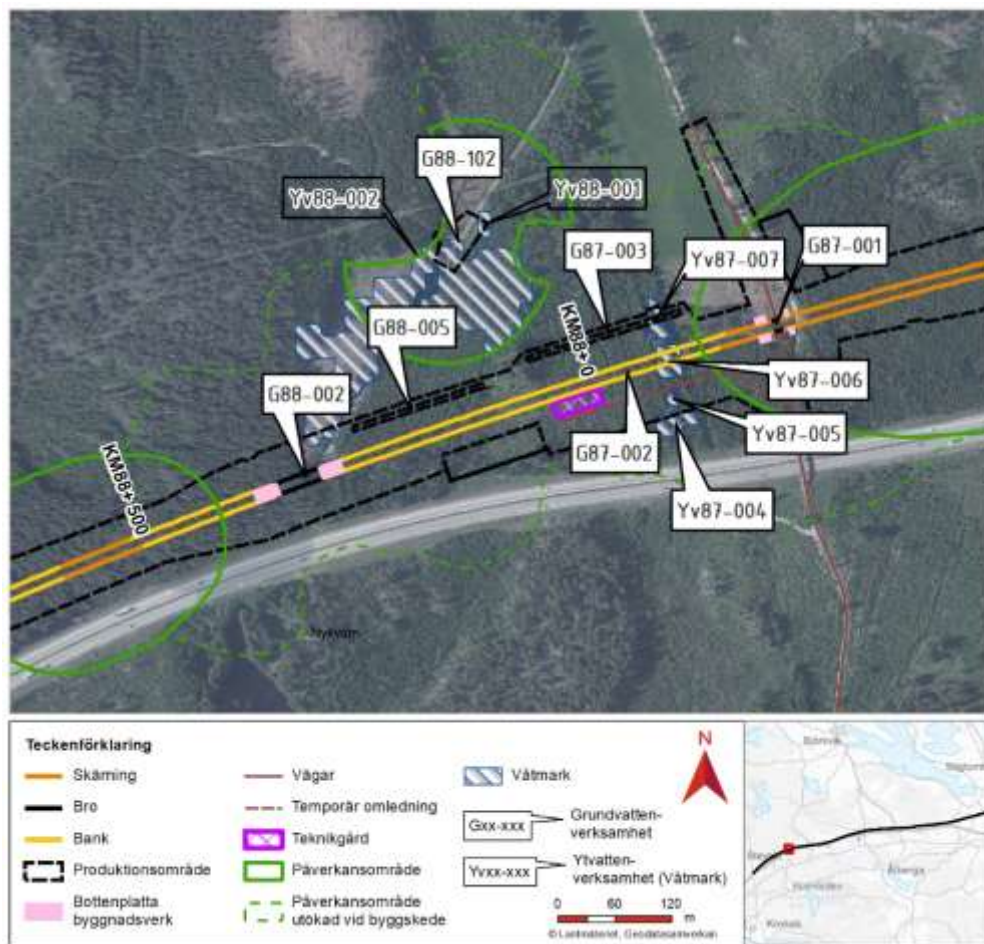 G88-102
Yv88-002
Yv88-001
G87-003
Yv87-007
G87-001
G88-005
KM88+0
G88-002
Yv87-006
Yv87-005
G87-002
KM88+500
Yv87-004
Teckenförklaring
Skärning
Bro
Bank
Produktionsområde
Bottenplatta
byggnadsverk
Vägar
Temporär omledning
Teknikgård
Påverkansområde
Påverkansområde
utökad vid byggskede
Våtmark
Gxx-xxx
Grundvatten-
verksamhet
Yvxx-xxx
Ytvatten-
verksamhet (Våtmark)
N
0 60 120
m
© Lantmäteriet, Geodatasamverkan
Ålberga